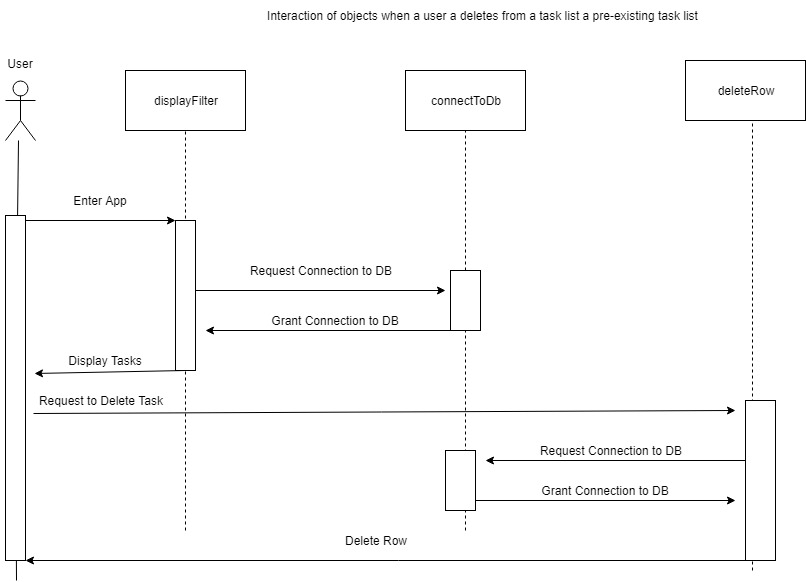 Interaction of objects when a user a deletes from a task list a pre-existing task list
User
displayFilter
connectToDb
deleteRow
Enter App
Request Connection to DB
Grant Connection to DB
Display Tasks
Request to Delete Task
Request Connection to DB
Grant Connection to DB
Delete Row